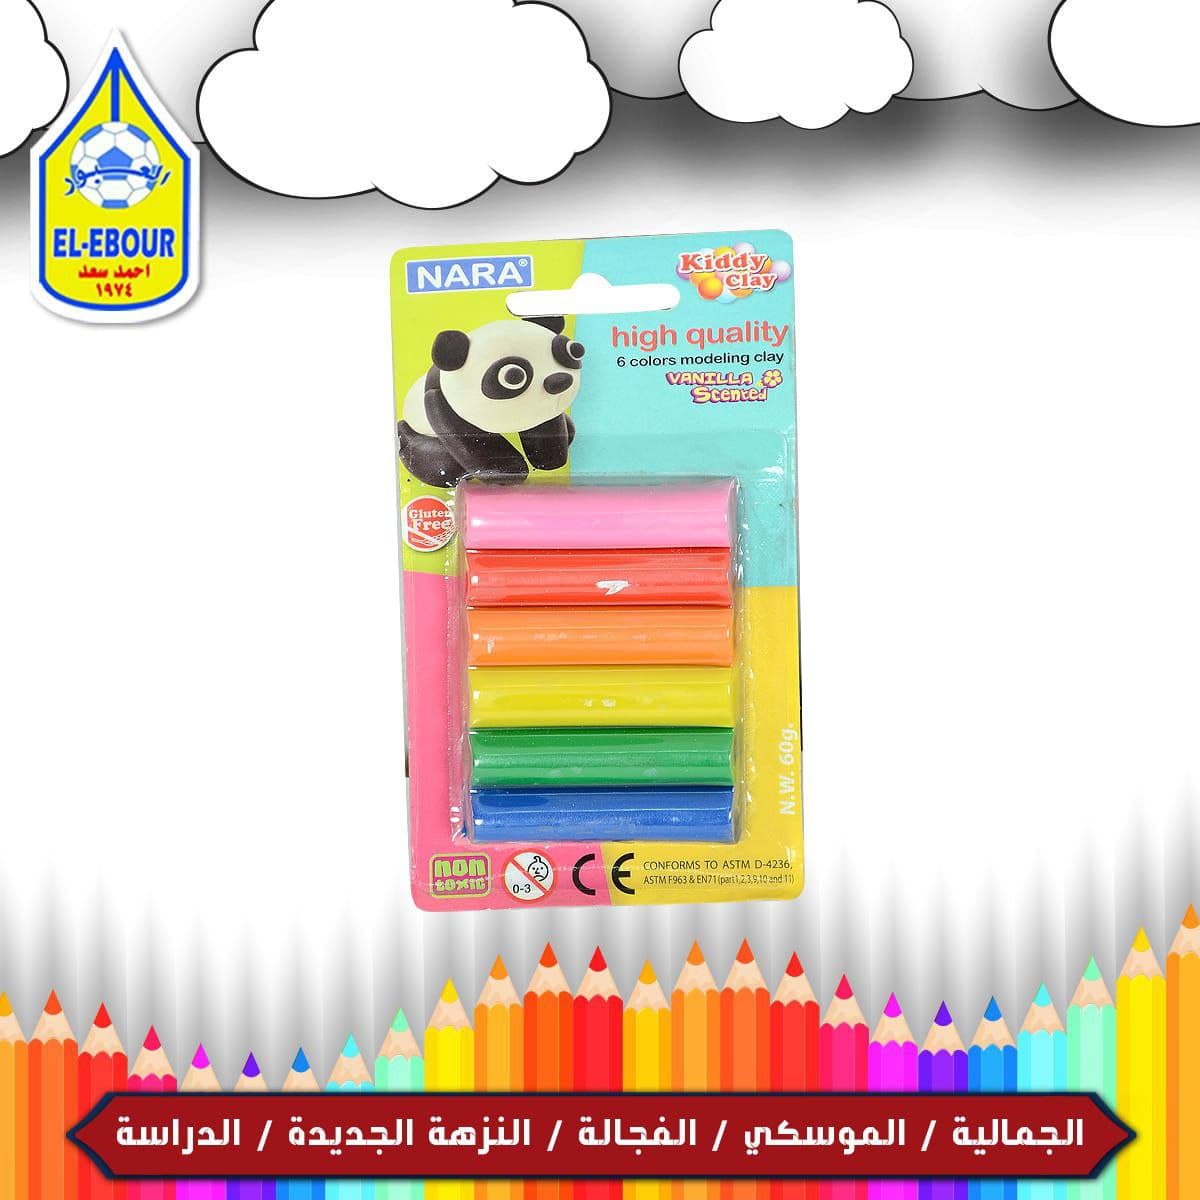 العبور
EL-EBOUR
احمد سعد
١٩٧٤
NARA®
Kiddy
Clay
high quality
6 colors modeling clay
VANILLA
Scented
Gluten
Free
N.W. 60g.
non
toxic
0-3
CE
CONFORMS TO ASTM D-4236,
ASTM F963 & EN71 (part1,2,3,9,10 and 11)
الجمالية / الموسكي / الفجالة / النزهة الجديدة / الدراسة